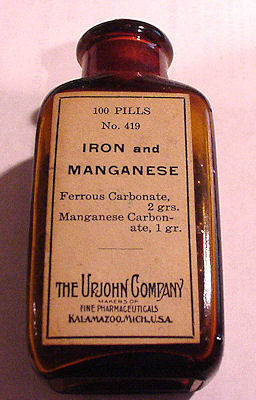 100 PILLS
No. 419
IRON and
MANGANESE
Ferrous Carbonate,
2 grs.
Manganese Carbon-
ate, 1 gr.
THE UPJOHN COMPANY
MAKERS OF
FINE PHARMACEUTICALS
KALAMAZOO, MICH., U.S.A.